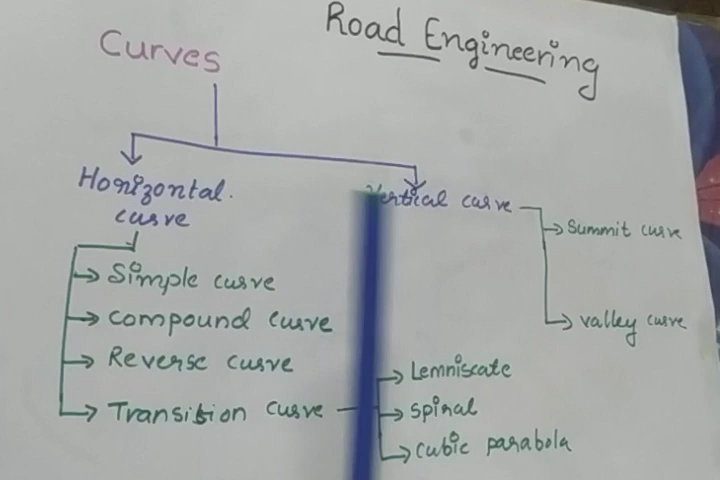 Road Engineering
Curves
Horizontal.
curve
Vertical curve
Summit curve
valley curve
Simple curve
compound curve
Reverse curve
Transition curve
Lemniscate
spiral
cubic parabola